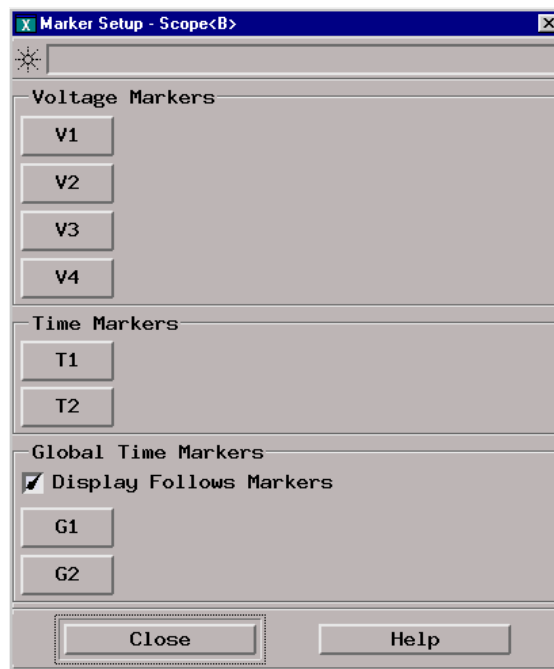 Marker Setup - Scope<B>
Voltage Markers
V1
V2
V3
V4
Time Markers
T1
T2
Global Time Markers
Display Follows Markers
G1
G2
Close Help